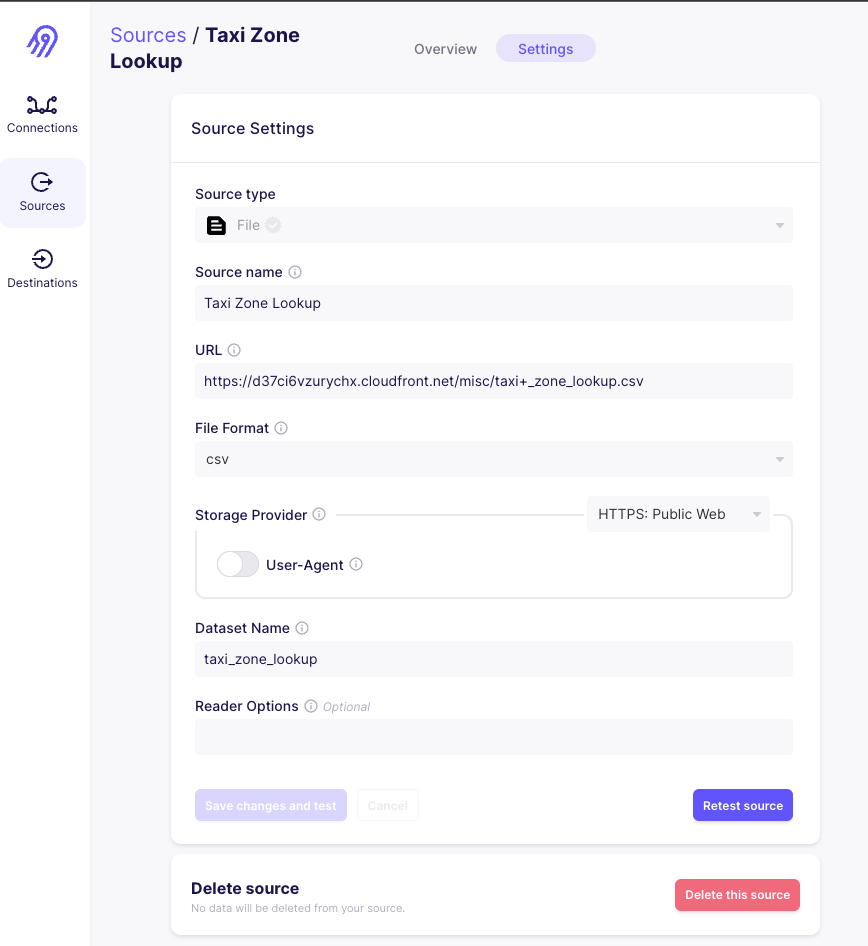 Sources / Taxi Zone
Lookup
Overview
Settings
Connections
Sources
Destinations
Source Settings
Source type
File
Source name
Taxi Zone Lookup
URL
https://d37ci6vzurychx.cloudfront.net/misc/taxi+_zone_lookup.csv
File Format
csv
Storage Provider
HTTPS: Public Web
User-Agent
Dataset Name
taxi_zone_lookup
Reader Options Optional
Save changes and test
Cancel
Retest source
Delete source
No data will be deleted from your source.
Delete this source